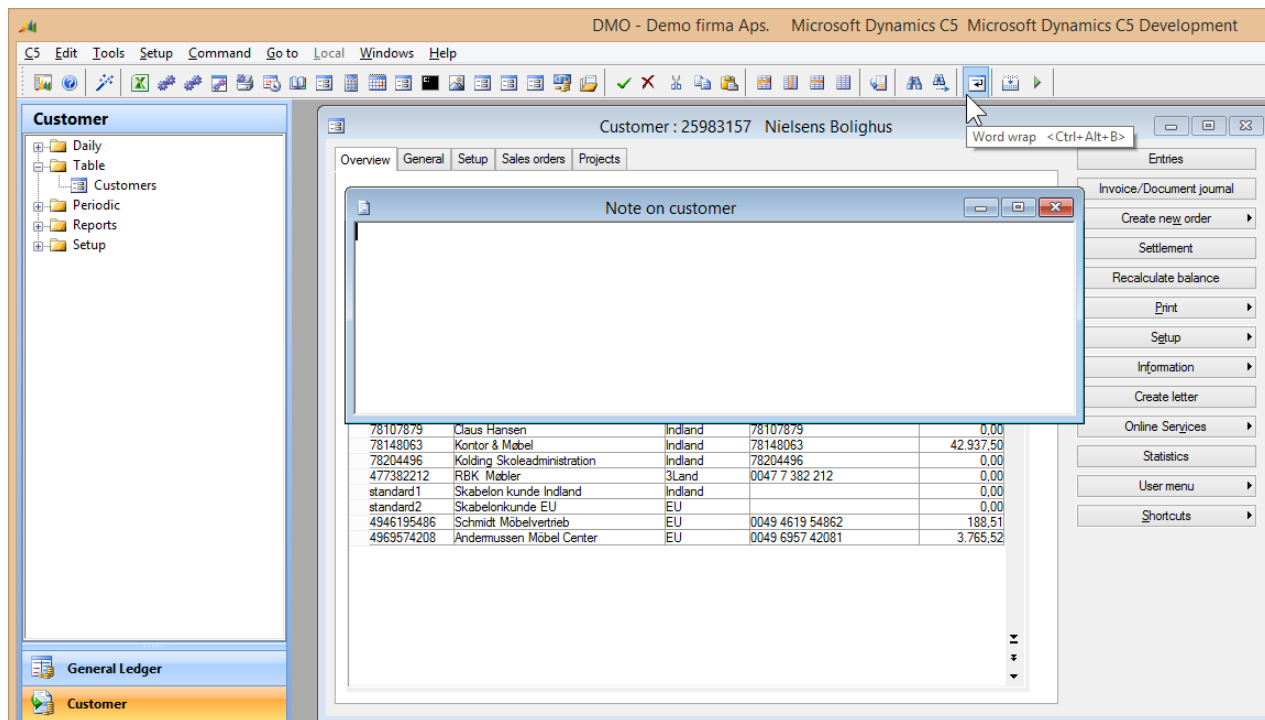 DMO - Demo firma Aps. Microsoft Dynamics C5 Microsoft Dynamics C5 Development
C5 Edit Tools Setup Command Go to Local Windows Help
Customer
Daily
Table
Customers
Periodic
Reports
Setup
General Ledger
Customer
Customer : 25983157 Nielsens Bolighus
Word wrap <Ctrl+Alt+B>
Overview General Setup Sales orders Projects
Note on customer
78107879 Claus Hansen Indland 78107879 0,00
78148063 Kontor & Møbel Indland 78148063 42.937,50
78204496 Kolding Skoleadministration Indland 78204496 0,00
477382212 RBK Møbler 3Land 0047 7 382 212 0,00
standard1 Skabelon kunde Indland Indland 0,00
standard2 Skabelonkunde EU EU 0,00
4946195486 Schmidt Möbelvertrieb EU 0049 4619 54862 188,51
4969574208 Andemussen Möbel Center EU 0049 6957 42081 3.765,52
Entries
Invoice/Document journal
Create new order
Settlement
Recalculate balance
Print
Setup
Information
Create letter
Online Services
Statistics
User menu
Shortcuts